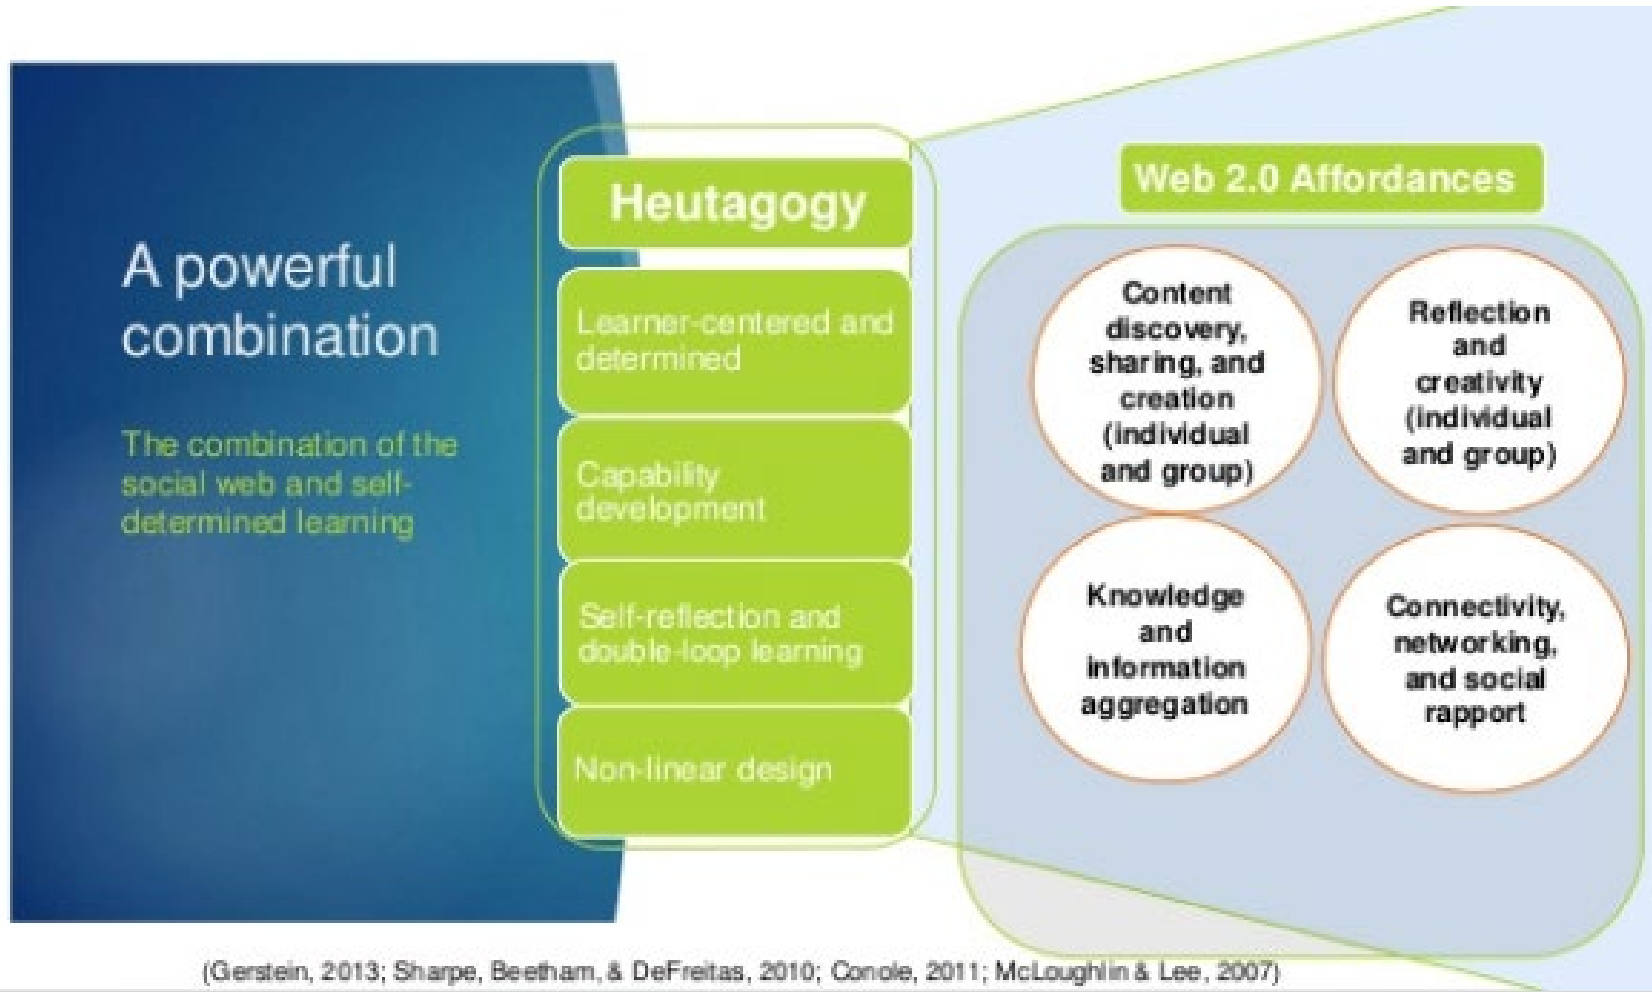 A powerful
combination
The combination of the
social web and self-
determined learning
Heutagogy
Learner-centered and
determined
Capability
development
Self-reflection and
double-loop learning
Non-linear design
Web 2.0 Affordances
Content
discovery,
sharing, and
creation
(individual
and group)
Reflection
and
creativity
(individual
and group)
Knowledge
and
information
aggregation
Connectivity,
networking,
and social
rapport
(Gerstein, 2013; Sharpe, Beetham, & DeFreitas, 2010; Conole, 2011; McLoughlin & Lee, 2007)